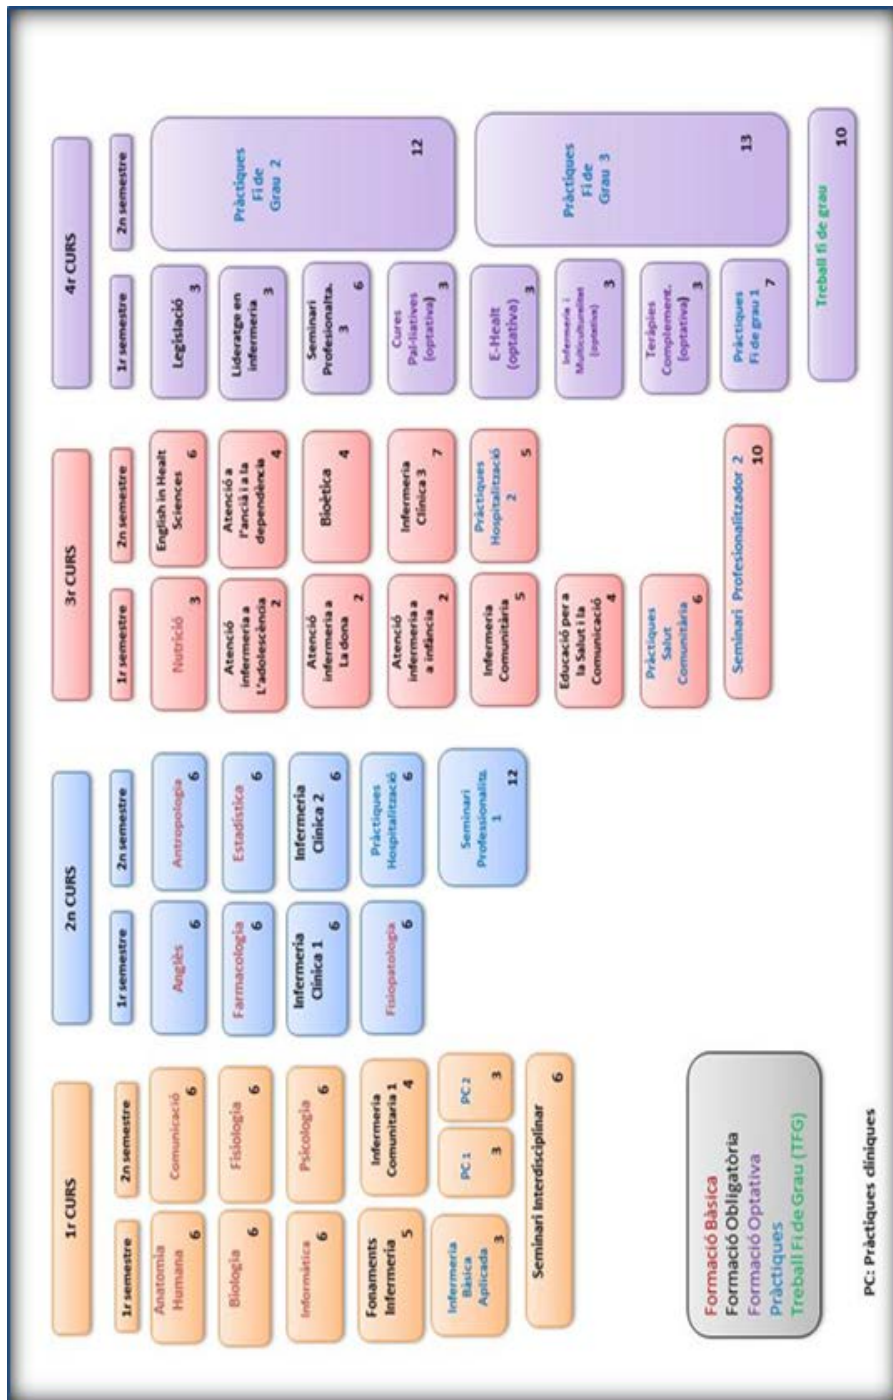 1r CURS
1r semestre
2n semestre
Anatomia
Humana
6
Comunicació
6
Biologia
6
Fisiologia
6
Informática
6
Psicologia
6
Fonaments
Infermeria
5
Infermeria
Comunitaria 1
4
Infermeria
Bàsica
Aplicada
3
PC 1
3
PC 2
3
Seminari Interdisciplinar
6
2n CURS
1r semestre
2n semestre
Anglès
6
Antropologia
6
Farmacologia
6
Estadística
6
Infermeria
Clínica 1
6
Infermeria
Clínica 2
6
Fisiopatologia
6
Pràctiques
Hospitalització
6
Seminari
Professionalitz.
1
12
3r CURS
1r semestre
2n semestre
Nutrició
3
English in Healt
Sciences
6
Atenció
infermeria a
L'adolescència
2
Atenció a
l'ancià i a la
dependència
4
Atenció
infermeria a
La dona
2
Bioètica
4
Atenció
infermeria a
a infància
2
Infermeria
Clínica 3
7
Infermeria
Comunitària
5
Pràctiques
Hospitalització
2
5
Educació per a
la Salut i la
Comunicació
4
Pràctiques
Salut
Comunitària
6
Seminari Profesionalitzador 2
10
4r CURS
1r semestre
2n semestre
Legislació
3
Lideratge en
infermeria
3
Seminari
Profesionalta.
3
6
Cures
Pal·liatives
(optativa)
3
E-Healt
(optativa)
3
Infermeria i
Multiculturalitat
(optativa)
3
Teràpies
Complement.
(optativa)
3
Pràctiques
Fi de grau 1
7
Pràctiques
Fi de
Grau 2
12
Pràctiques
Fi de
Grau 3
13
Treball fi de grau
10
Formació Bàsica
Formació Obligatòria
Formació Optativa
Pràctiques
Treball Fi de Grau (TFG)
PC: Pràctiques clíniques